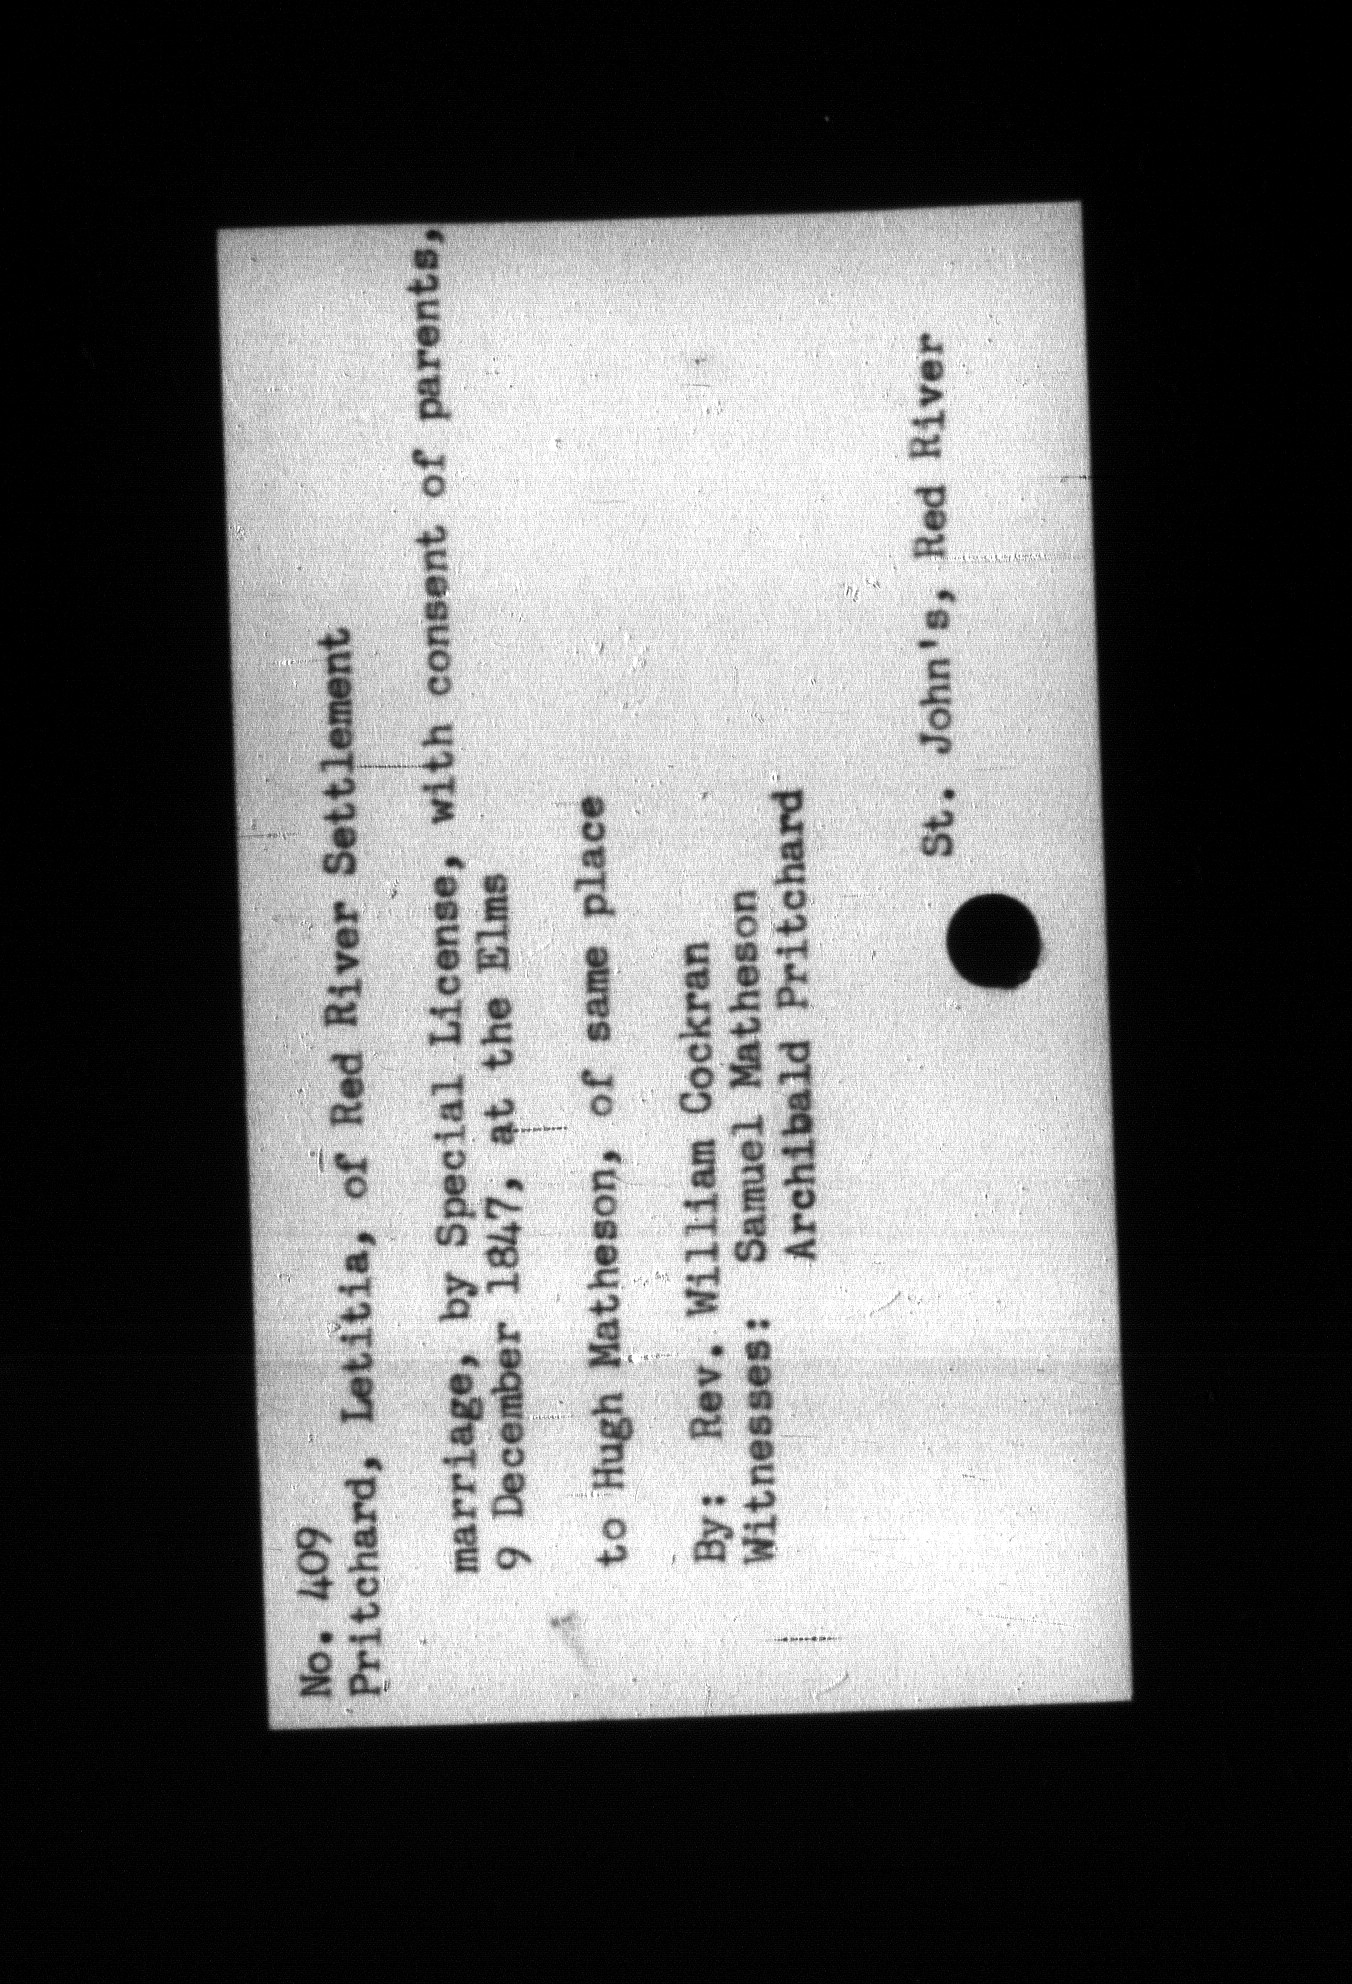 No. 409
Pritchard, Letitia, of Red River Settlement
marriage, by Special License, with consent of parents,
9 December 1847, at the Elms
to Hugh Matheson, of same place
By: Rev. William Cockran
Witnesses: Samuel Matheson
Archibald Pritchard
St. John's, Red River